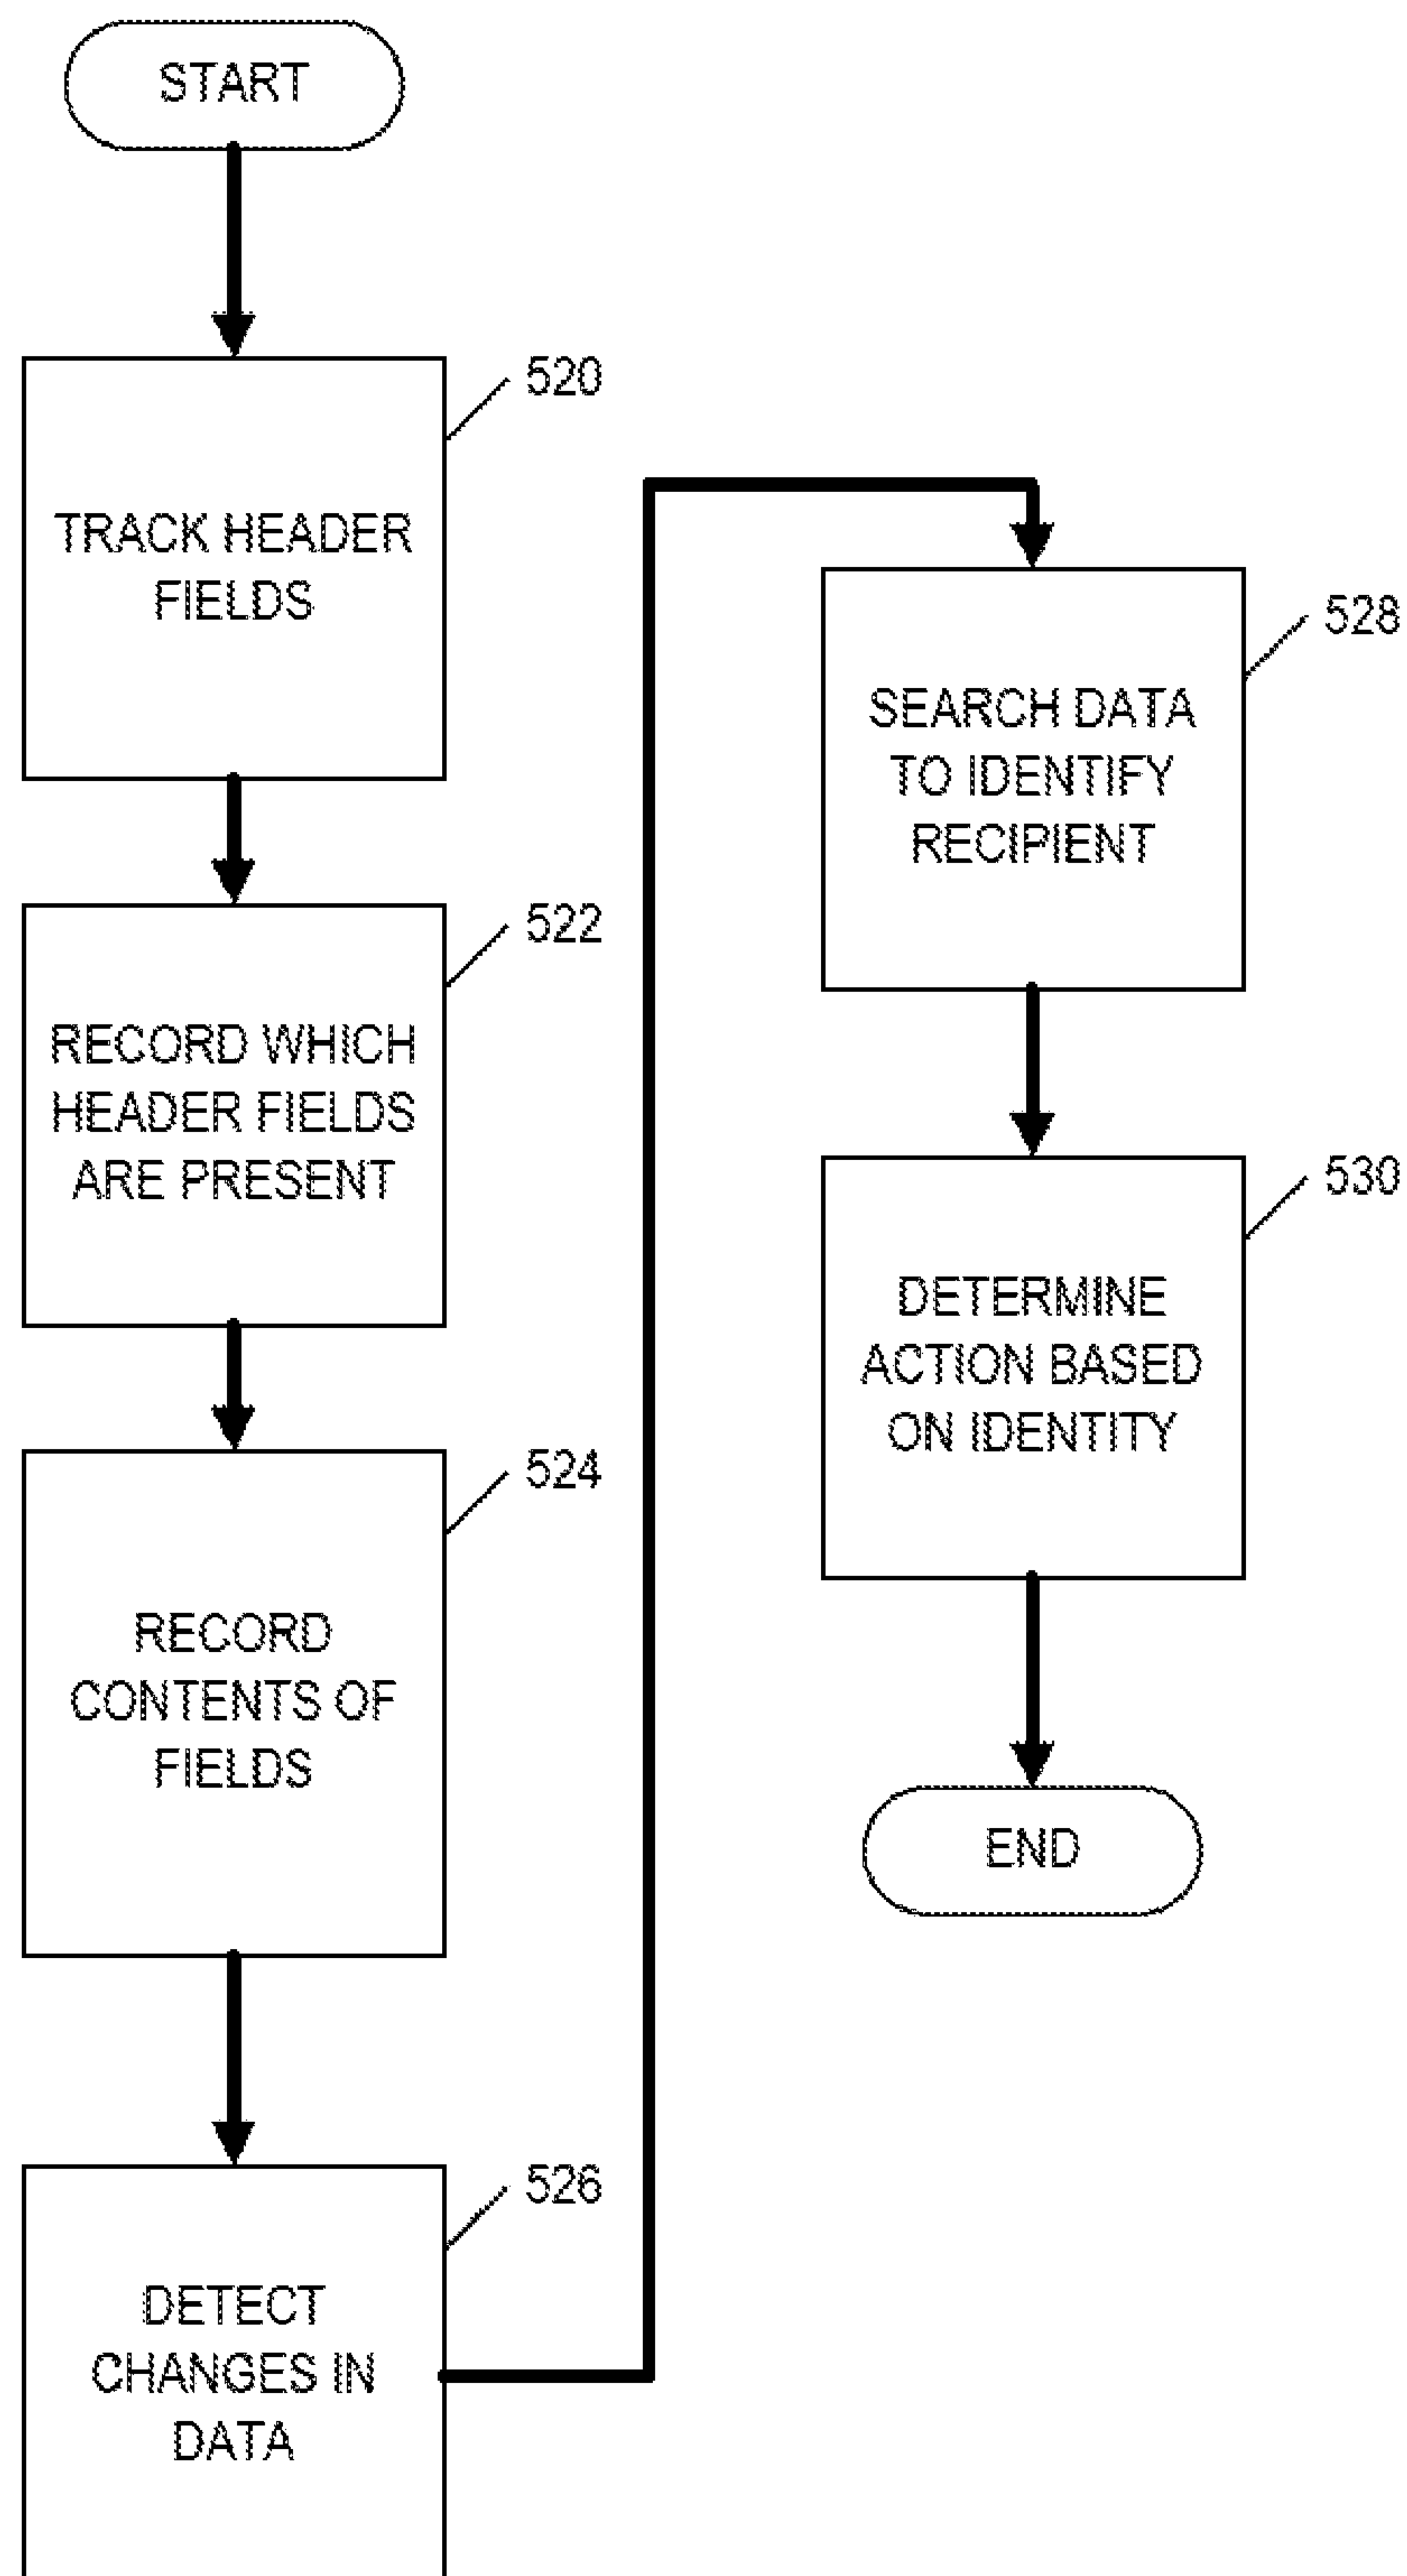 START
520
TRACK HEADER
FIELDS
522
RECORD WHICH
HEADER FIELDS
ARE PRESENT
524
RECORD
CONTENTS OF
FIELDS
526
DETECT
CHANGES IN
DATA
528
SEARCH DATA
TO IDENTIFY
RECIPIENT
530
DETERMINE
ACTION BASED
ON IDENTITY
END